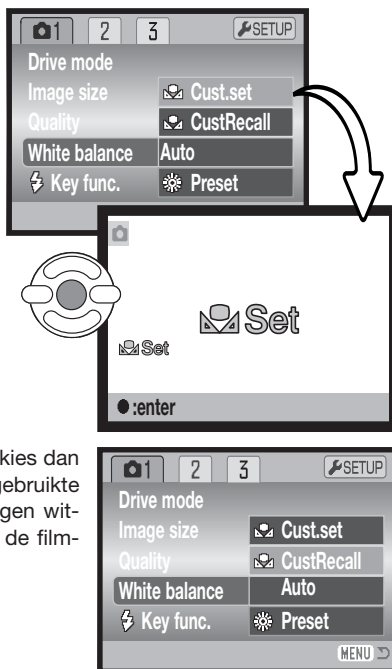 1 2 3 SETUP
Drive mode
Image size Cust.set
Quality CustRecall
White balance Auto
Key func. Preset
Set
Set
:enter
kies dan
gebruikte
gen wit-
de film-
1 2 3 SETUP
Drive mode
Image size Cust.set
Quality CustRecall
White balance Auto
Key func. Preset
MENU